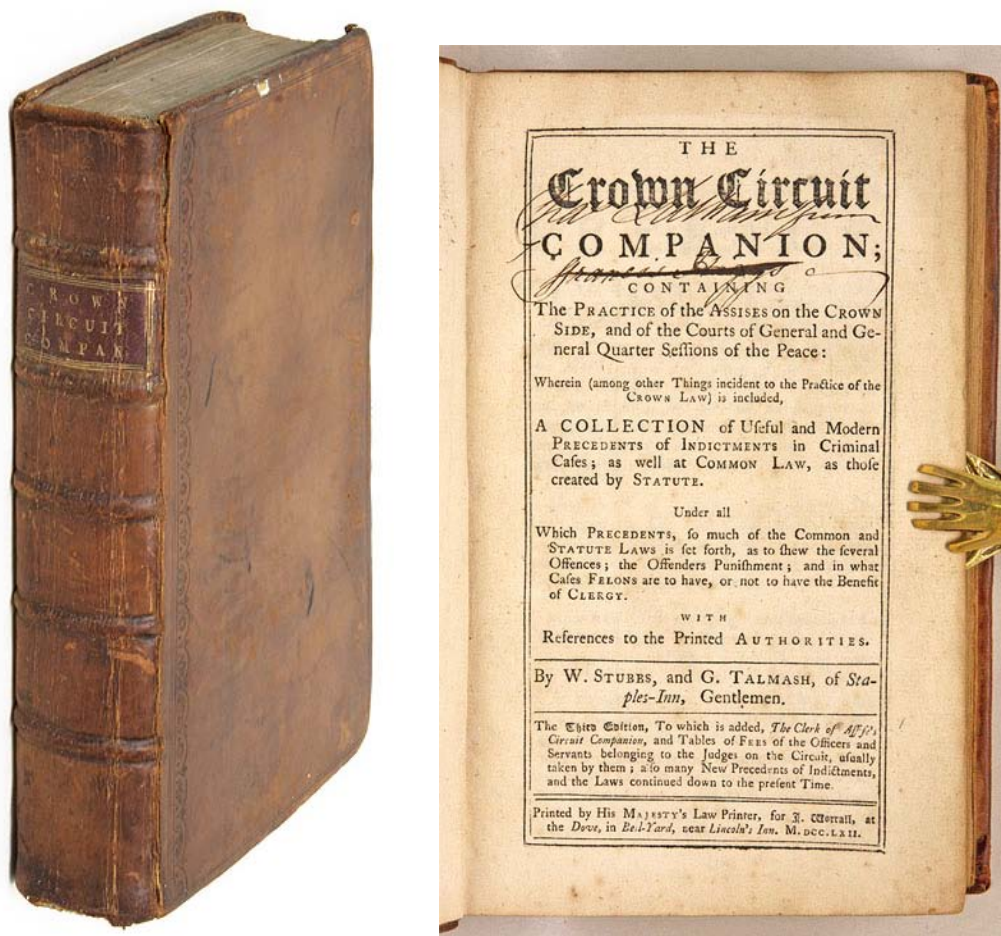 CROWN
CIRCUIT
COMPAN.
THE
Crown Circuit
COMPANION;
CONTAINING
The PRACTICE of the ASSISES on the CROWN
SIDE, and of the Courts of General and Ge-
neral Quarter Seſſions of the Peace:
Wherein (among other Things incident to the Practice of the
CROWN LAW) is included,
A COLLECTION of Uſeful and Modern
PRECEDENTS of INDICTMENTS in Criminal
Caſes; as well at COMMON LAW, as thoſe
created by STATUTE.
Under all
Which PRECEDENTS, ſo much of the Common and
STATUTE LAWS is ſet forth, as to ſhew the ſeveral
Offences; the Offenders Puniſhment; and in what
Caſes FELONS are to have, or not to have the Benefit
of CLERGY.
WITH
References to the Printed AUTHORITIES.
By W. STUBBS, and G. TALMASH, of Sta-
ples-Inn, Gentlemen.
The Third Edition, To which is added, The Clerk of Aſſiſe's
Circuit Companion, and Tables of FEES of the Officers and
Servants belonging to the Judges on the Circuit, uſually
taken by them; alſo many New Precedents of Indictments,
and the Laws continued down to the preſent Time.
Printed by His MAJESTY's Law Printer, for J. Worrall, at
the Dove, in Bell-Yard, near Lincoln's Inn. M.DCC.LXII.